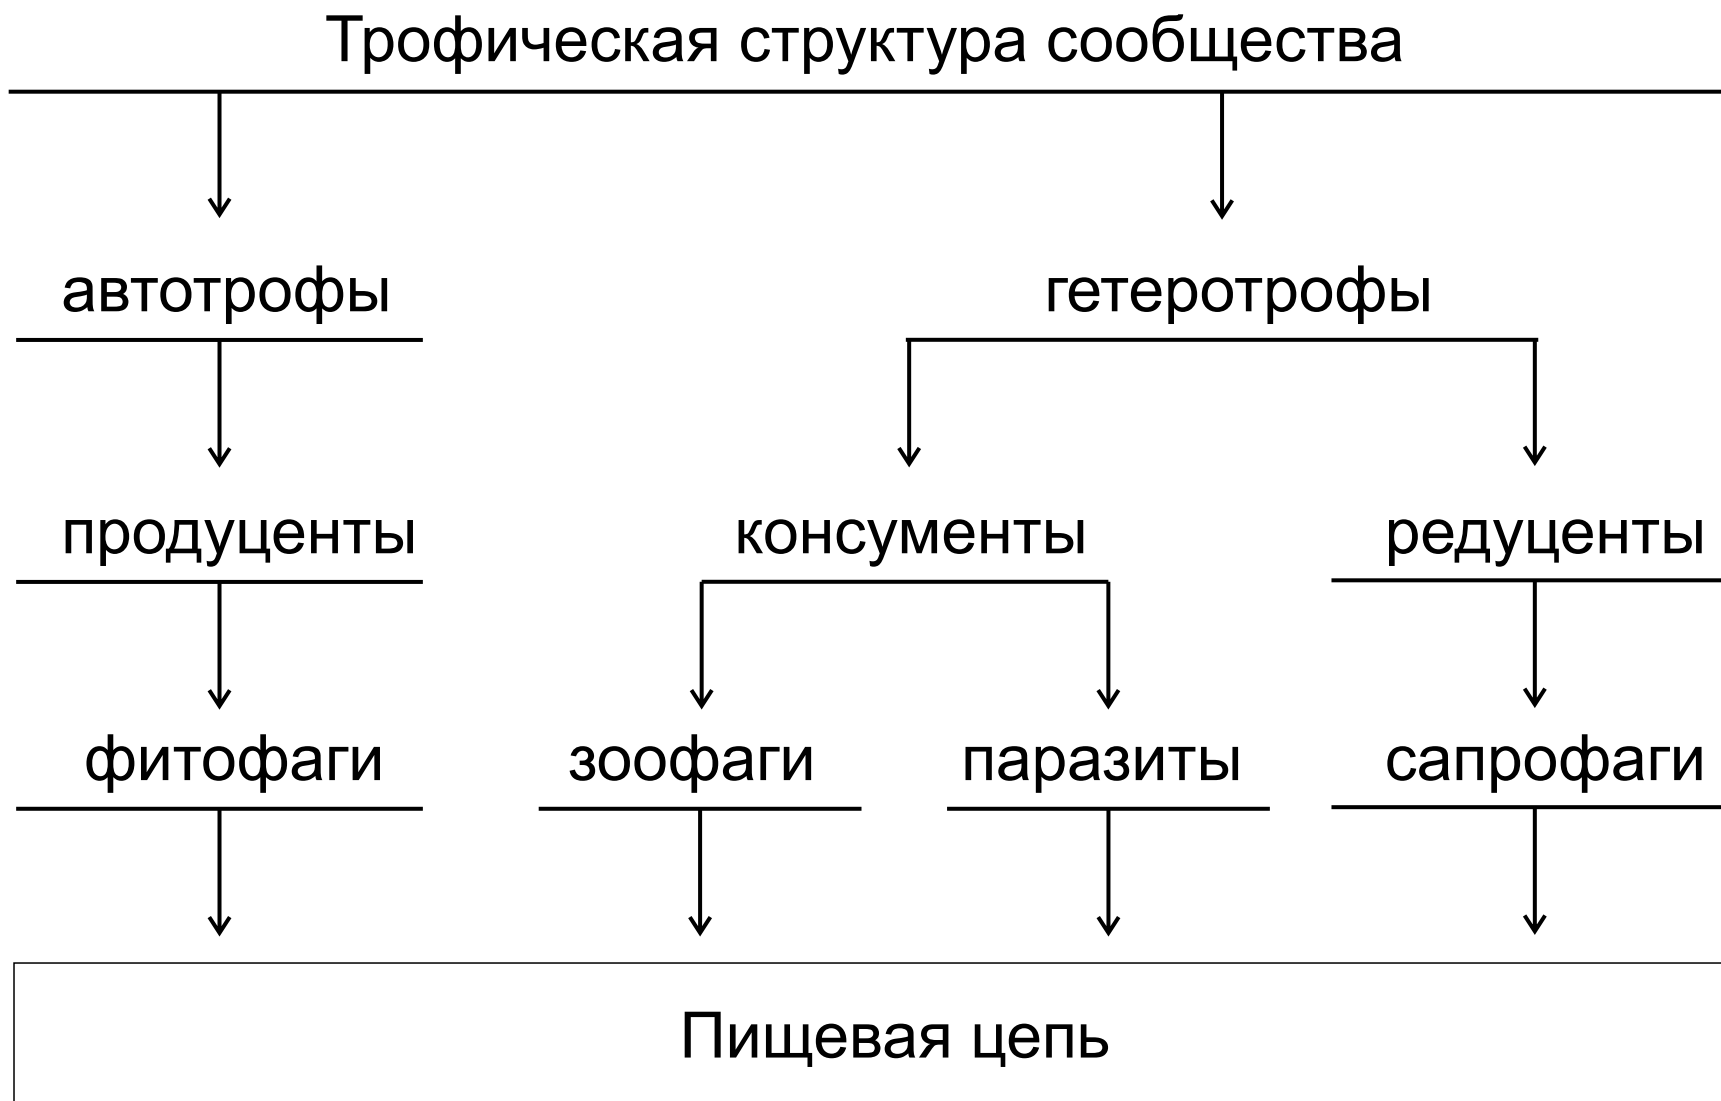 Трофическая структура сообщества
автотрофы гетеротрофы
продуценты консументы редуценты
фитофаги зоофаги паразиты сапрофаги
Пищевая цепь